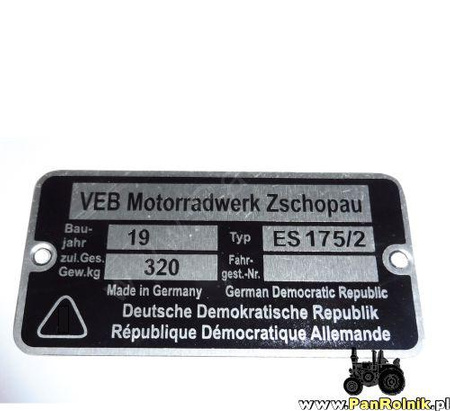 VEB Motorradwerk Zschopau
Bau-
jahr 19 Typ ES 175/2
zul.Ges. 320 Fahr-
Gew.kg gest.-Nr.
Made in Germany German Democratic Republic
Deutsche Demokratische Republik
République Démocratique Allemande
www.PanRolnik.pl